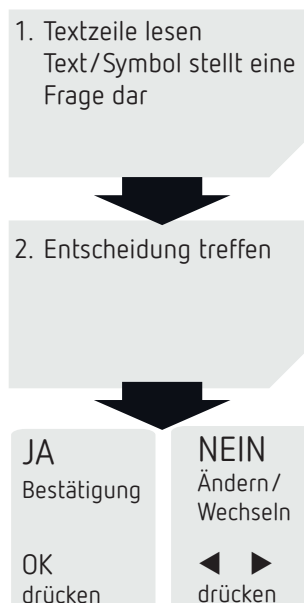 1. Textzeile lesen
Text/Symbol stellt eine
Frage dar
2. Entscheidung treffen
JA
Bestätigung
OK
drücken
NEIN
Ändern/
Wechseln
◀ ▶
drücken